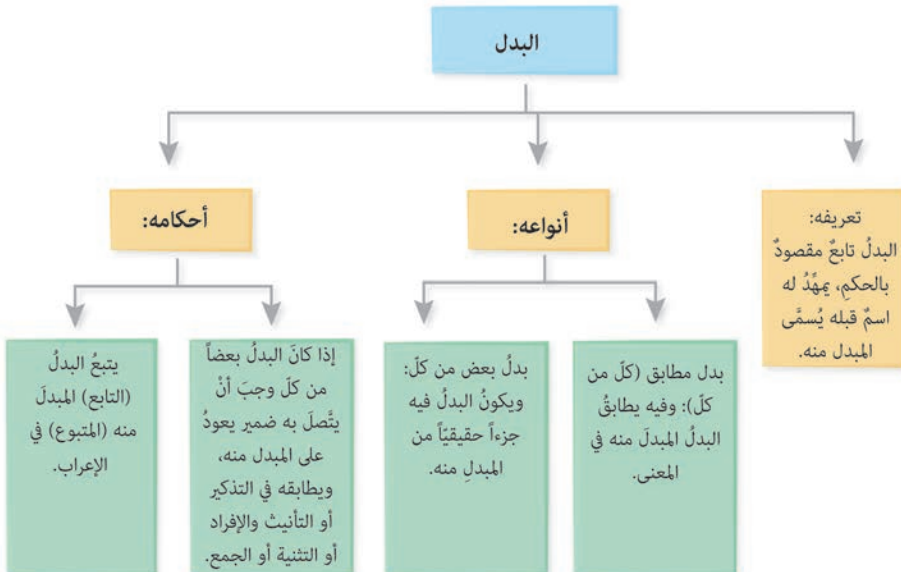 البدل
تعريفه:
البدلُ تابعٌ مقصودٌ
بالحكمِ، يمهِّدُ له
اسمٌ قبله يُسمَّى
المبدل منه.
أنواعه:
بدل مطابق (كلّ من
كلّ): وفيه يطابقُ
البدلُ المبدلَ منه في
المعنى.
بدلُ بعض من كلّ:
ويكونُ البدلُ فيه
جزءاً حقيقيّاً من
المبدلِ منه.
أحكامه:
إذا كانَ البدلُ بعضاً
من كلّ وجبَ أنْ
يتَّصلَ به ضمير يعودُ
على المبدل منه،
ويطابقه في التذكير
أو التأنيث والإفراد
أو التثنية أو الجمع.
يتبعُ البدلُ
(التابع) المبدلَ
منه (المتبوع) في
الإعراب.